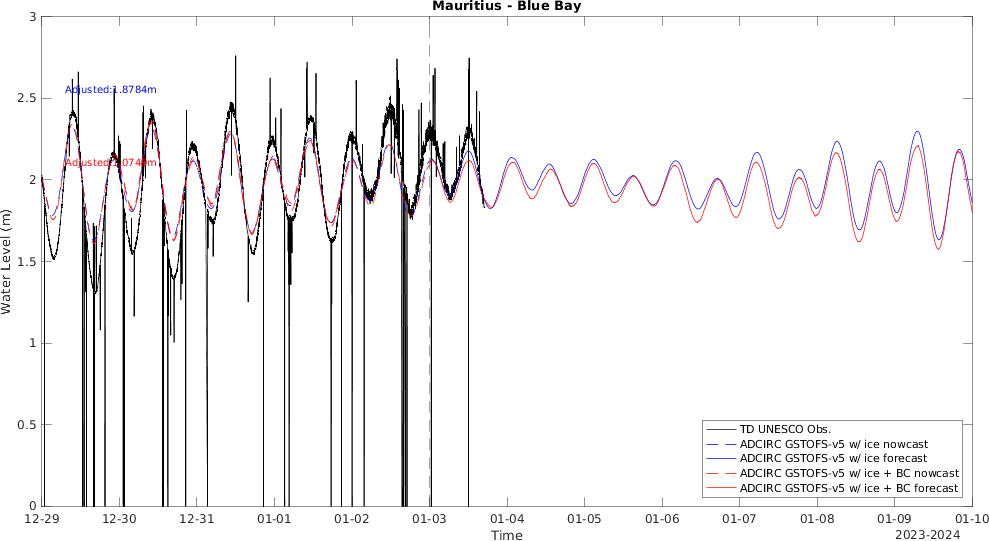 Mauritius - Blue Bay
Water Level (m)
3
2.5
2
1.5
1
0.5
0
Adjusted:1.8784m
12-29
12-30
12-31
01-01
01-02
01-03
01-04
01-05
01-06
01-07
01-08
01-09
01-10
Time
2023-2024
TD UNESCO Obs.
ADCIRC GSTOFS-v5 w/ ice nowcast
ADCIRC GSTOFS-v5 w/ ice forecast
ADCIRC GSTOFS-v5 w/ ice + BC nowcast
ADCIRC GSTOFS-v5 w/ ice + BC forecast